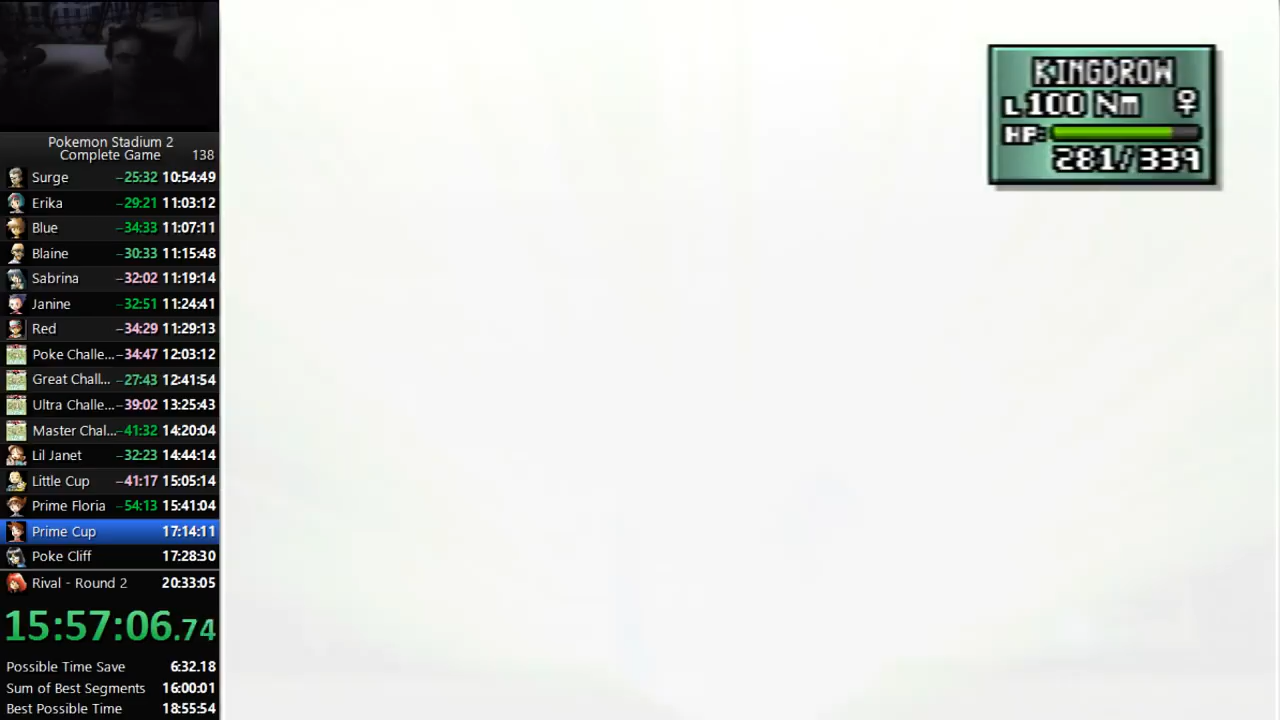 Pokemon Stadium 2
Complete Game 138
Surge -25:32 10:54:49
Erika -29:21 11:03:12
Blue -34:33 11:07:11
Blaine -30:33 11:15:48
Sabrina -32:02 11:19:14
Janine -32:51 11:24:41
Red -34:29 11:29:13
Poke Challe... -34:47 12:03:12
Great Chall... -27:43 12:41:54
Ultra Challe... -39:02 13:25:43
Master Chal... -41:32 14:20:04
Lil Janet -32:23 14:44:14
Little Cup -41:17 15:05:14
Prime Floria -54:13 15:41:04
Prime Cup 17:14:11
Poke Cliff 17:28:30
Rival - Round 2 20:33:05
15:57:06.74
Possible Time Save 6:32.18
Sum of Best Segments 16:00:01
Best Possible Time 18:55:54
KINGDROW
L100 Nm ♀
HP:
281/339